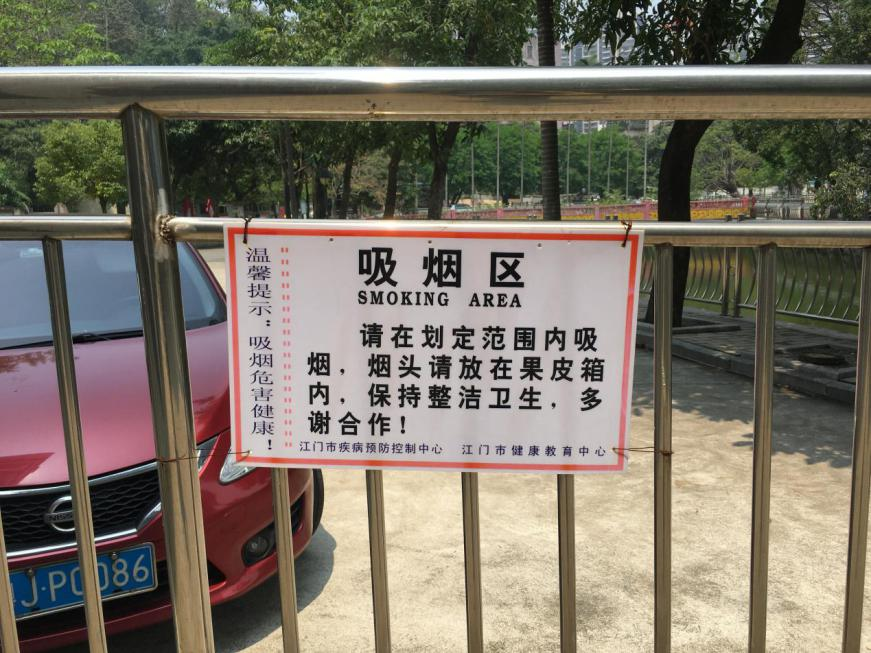 温馨提示：吸烟危害健康！
吸烟区
SMOKING AREA
请在划定范围内吸
烟，烟头请放在果皮箱
内，保持整洁卫生，多
谢合作！
江门市疾病预防控制中心 江门市健康教育中心
J·P0086